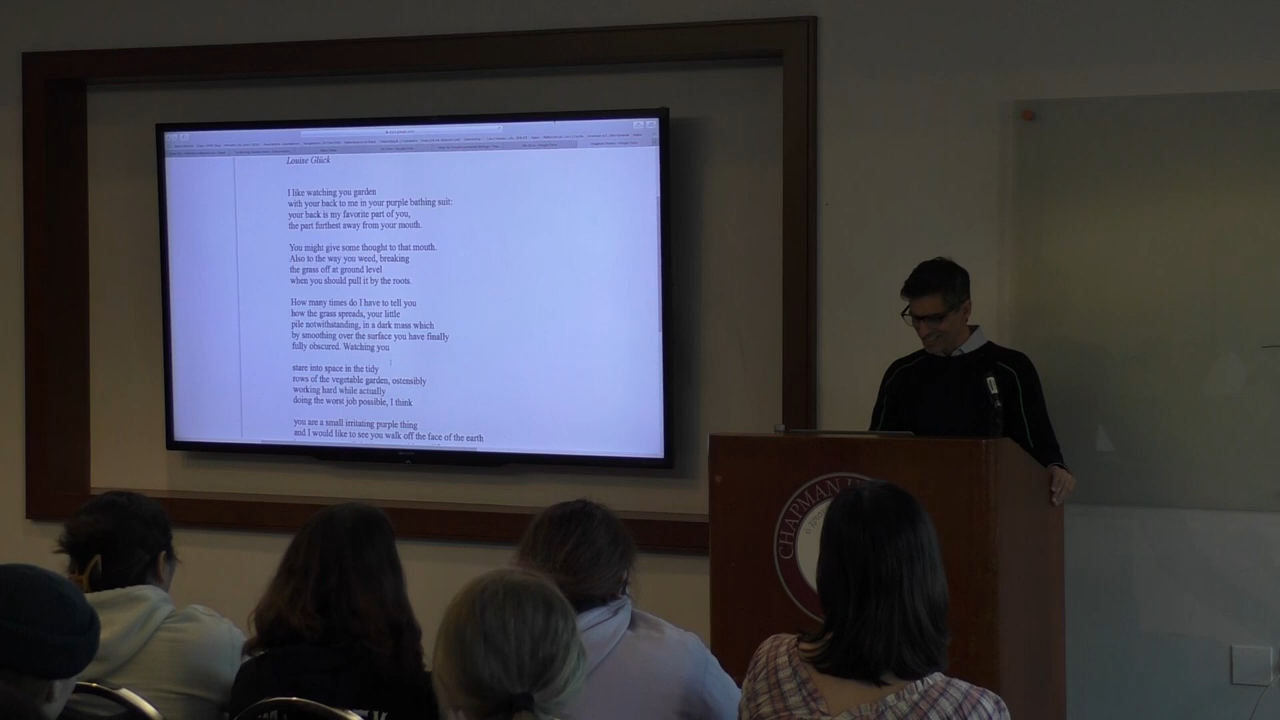 Louise Glück
I like watching you garden
with your back to me in your purple bathing suit:
your back is my favorite part of you,
the part furthest away from your mouth.
You might give some thought to that mouth.
Also to the way you weed, breaking
the grass off at ground level
when you should pull it by the roots.
How many times do I have to tell you
how the grass spreads, your little
pile notwithstanding, in a dark mass which
by smoothing over the surface you have finally
fully obscured. Watching you
stare into space in the tidy
rows of the vegetable garden, ostensibly
working hard while actually
doing the worst job possible, I think
you are a small irritating purple thing
and I would like to see you walk off the face of the earth
CHAPMAN U